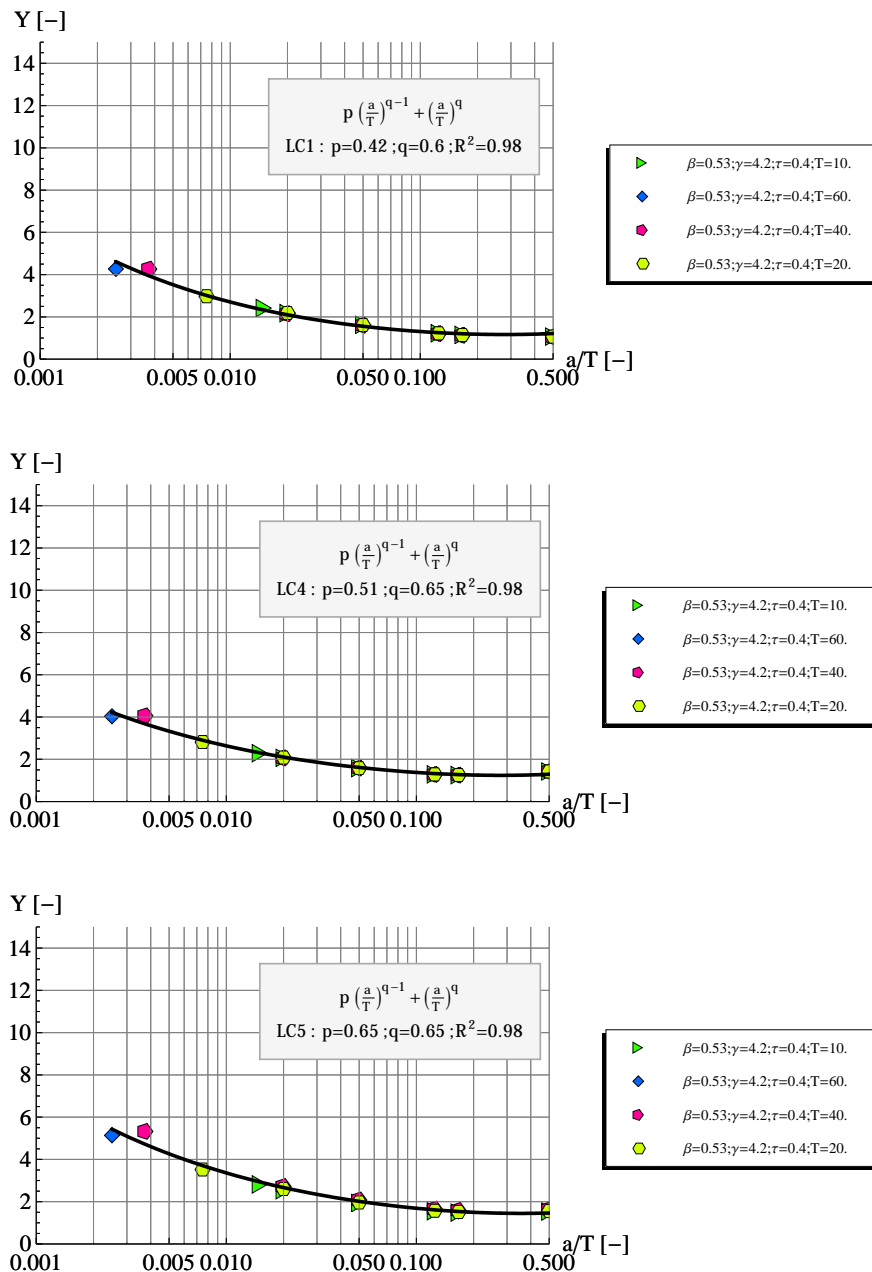 Y [−]
14
12
10
8
6
4
2
0
0.001 0.005 0.010 0.050 0.100 0.500
a/T [−]
p (a/T)^q−1 + (a/T)^q
LC1 : p=0.42 ;q=0.6 ;R²=0.98
β=0.53;γ=4.2;τ=0.4;T=10.
β=0.53;γ=4.2;τ=0.4;T=60.
β=0.53;γ=4.2;τ=0.4;T=40.
β=0.53;γ=4.2;τ=0.4;T=20.
Y [−]
14
12
10
8
6
4
2
0
0.001 0.005 0.010 0.050 0.100 0.500
a/T [−]
p (a/T)^q−1 + (a/T)^q
LC4 : p=0.51 ;q=0.65 ;R²=0.98
β=0.53;γ=4.2;τ=0.4;T=10.
β=0.53;γ=4.2;τ=0.4;T=60.
β=0.53;γ=4.2;τ=0.4;T=40.
β=0.53;γ=4.2;τ=0.4;T=20.
Y [−]
14
12
10
8
6
4
2
0
0.001 0.005 0.010 0.050 0.100 0.500
a/T [−]
p (a/T)^q−1 + (a/T)^q
LC5 : p=0.65 ;q=0.65 ;R²=0.98
β=0.53;γ=4.2;τ=0.4;T=10.
β=0.53;γ=4.2;τ=0.4;T=60.
β=0.53;γ=4.2;τ=0.4;T=40.
β=0.53;γ=4.2;τ=0.4;T=20.